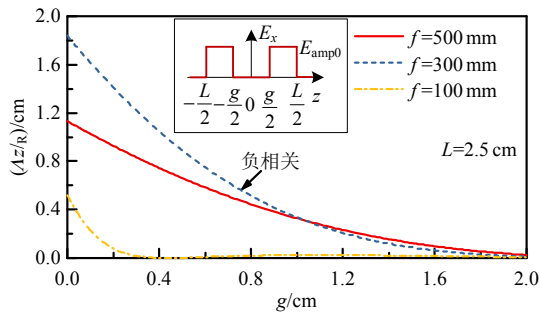 2.0
1.6
1.2
0.8
0.4
0.0
(Λz/R)/cm
E_x
E_amp0
-L/2 -g/2 0 g/2 L/2 z
f=500 mm
f=300 mm
f=100 mm
L=2.5 cm
负相关
0.0 0.4 0.8 1.2 1.6 2.0
g/cm